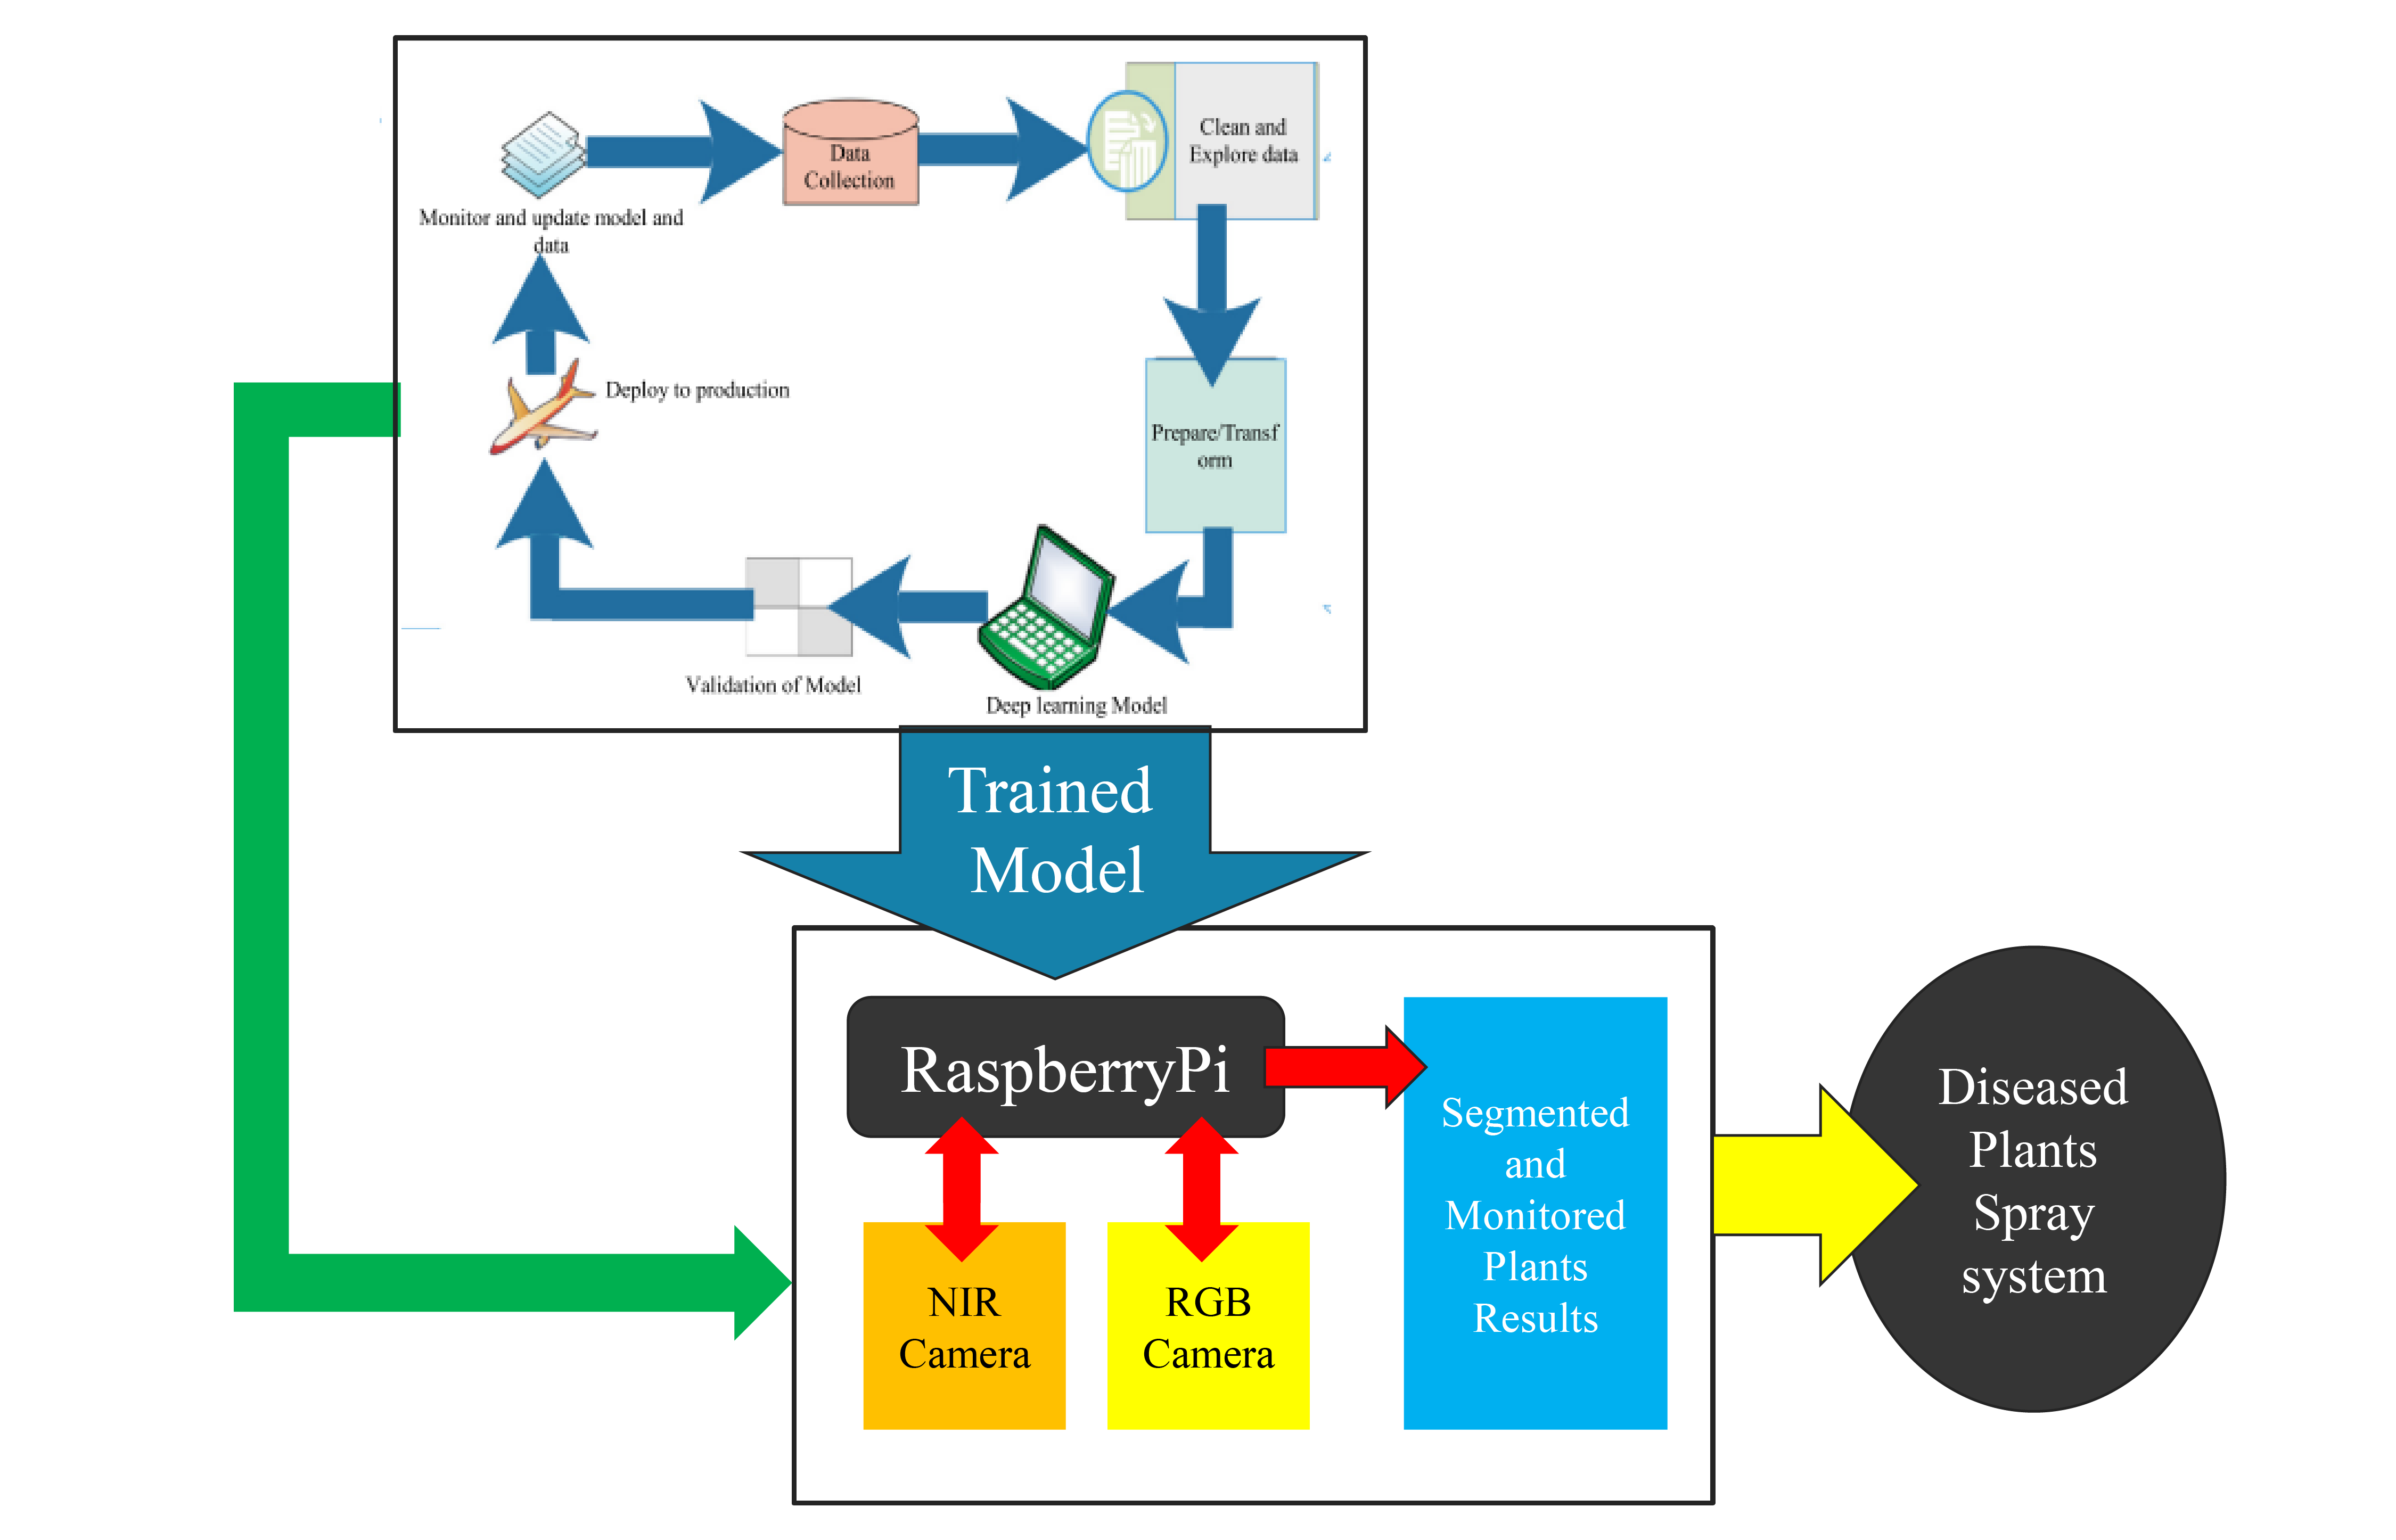 Data
Collection
Clean and
Explore data
Monitor and update model and
data
Deploy to production
Prepare/Transf
orm
Validation of Model
Deep learning Model
Trained
Model
RaspberryPi
Segmented
and
Monitored
Plants
Results
NIR
Camera
RGB
Camera
Diseased
Plants
Spray
system